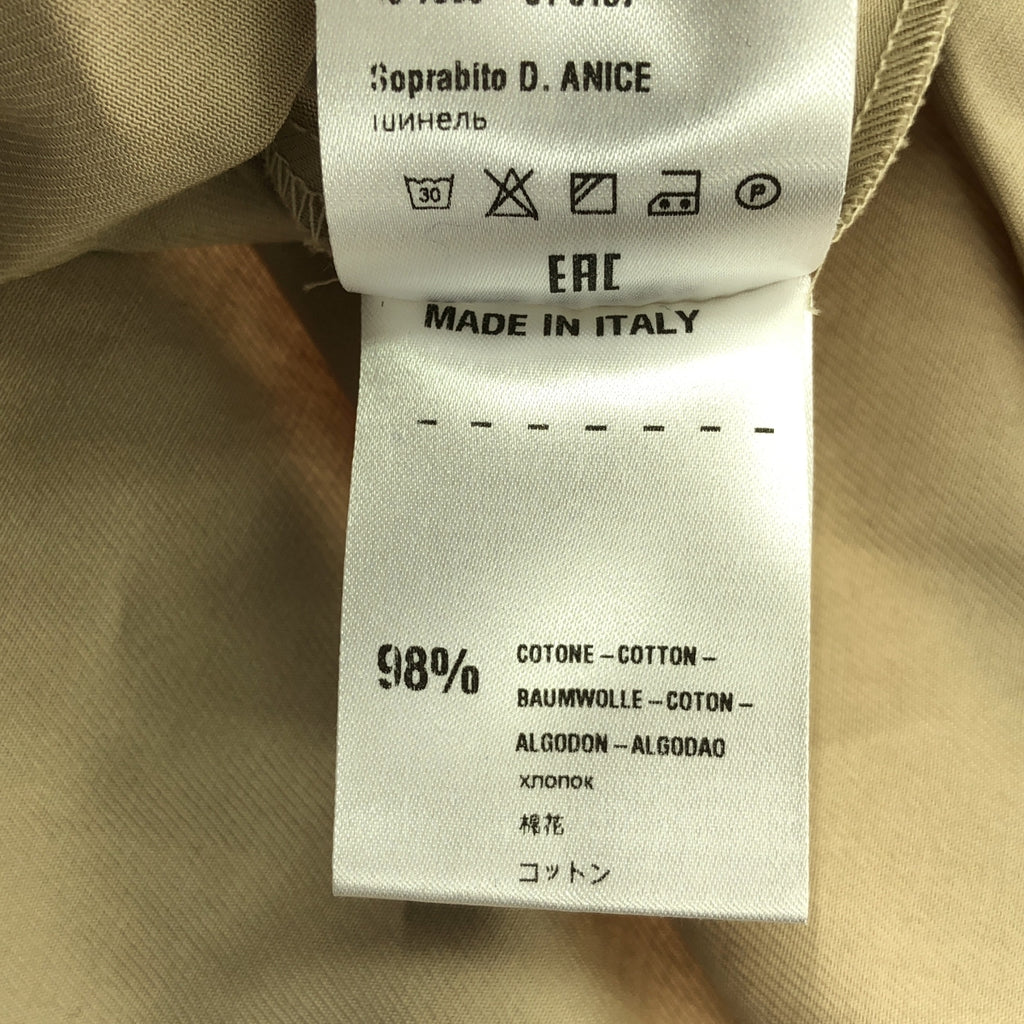 Soprabito D. ANICE
шинель
30
P
EAC
MADE IN ITALY
98%
COTONE – COTTON –
BAUMWOLLE – COTON –
ALGODON – ALGODAO
хлопок
棉花
コットン